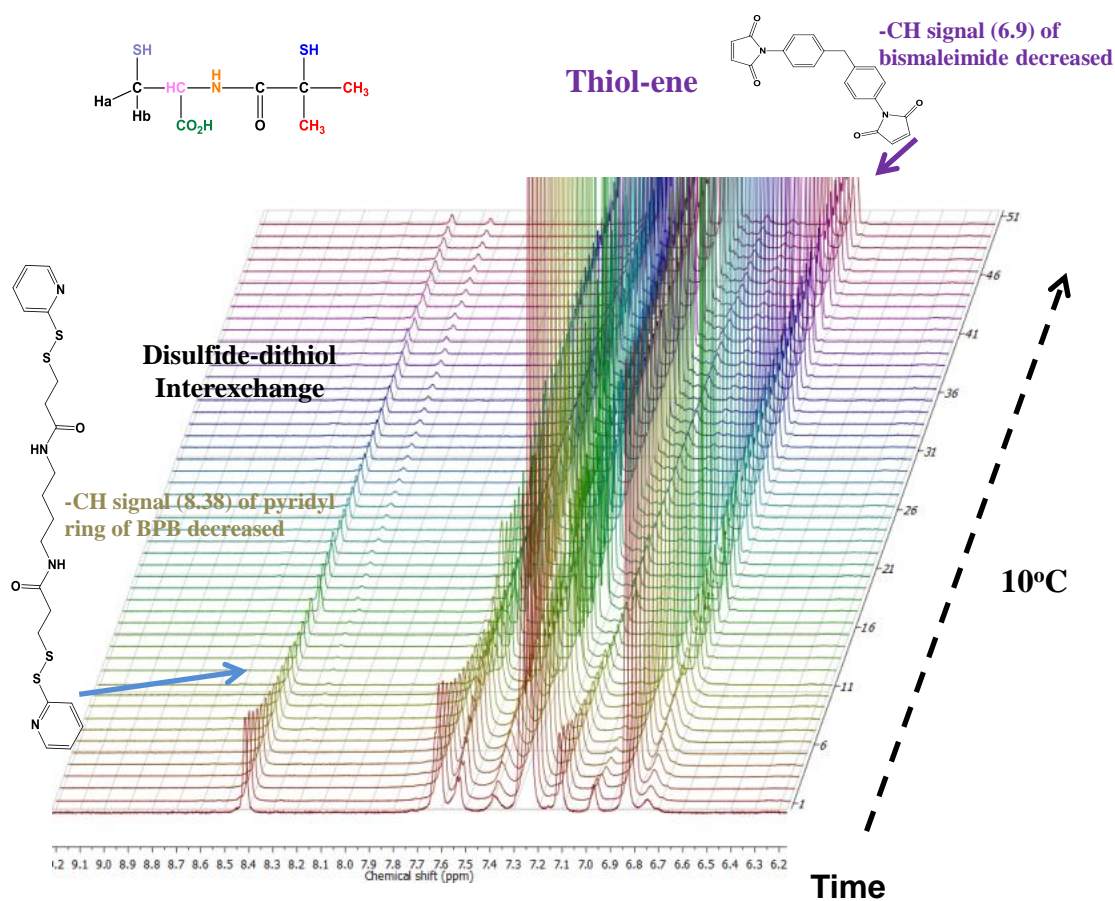 SH
SH
H
Ha
HC
N
CH3
Hb
CO2H
O
CH3
Thiol-ene
O
N
O
O
N
O
-CH signal (6.9) of
bismaleimide decreased
N
S
S
O
HN
NH
O
S
S
N
Disulfide-dithiol
Interexchange
-CH signal (8.38) of pyridyl
ring of BPB decreased
51
46
41
36
31
26
21
16
11
6
1
10oC
.2 9.1 9.0 8.9 8.8 8.7 8.6 8.5 8.4 8.3 8.2 8.1 8.0 7.9 7.8 7.7 7.6 7.5 7.4 7.3 7.2 7.1 7.0 6.9 6.8 6.7 6.6 6.5 6.4 6.3 6.2
Chemical shift (ppm)
Time